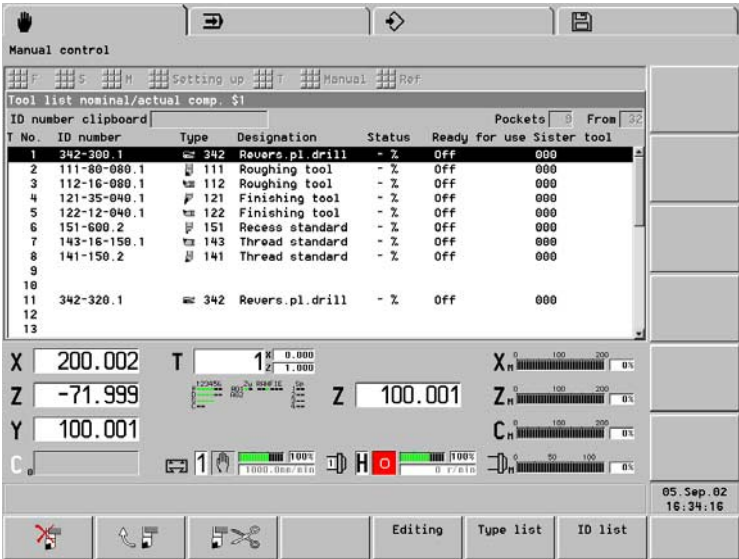 Manual control
F S M Setting up T Manual Ref
Tool list nominal/actual comp. $1
ID number clipboard Pockets 9 From 32
T No. ID number Type Designation Status Ready for use Sister tool
1 342-300.1 342 Revers.pl.drill - % Off 000
2 111-80-080.1 111 Roughing tool - % Off 000
3 112-16-080.1 112 Roughing tool - % Off 000
4 121-35-040.1 121 Finishing tool - % Off 000
5 122-12-040.1 122 Finishing tool - % Off 000
6 151-600.2 151 Recess standard - % Off 000
7 143-16-150.1 143 Thread standard - % Off 000
8 141-150.2 141 Thread standard - % Off 000
9
10
11 342-320.1 342 Revers.pl.drill - % Off 000
12
13
X 200.002 T 1 X 0.000 Z 1.000 X M 0 100 200 0%
Z -71.999 Z 100.001 Z M 0 100 200 0%
Y 100.001 C M 0 100 200 0%
C 0 1 100% 1000.0mm/min 1 H 0 100% 0 r/min M 0 50 100 0%
05.Sep.02
16:34:16
Editing Type list ID list